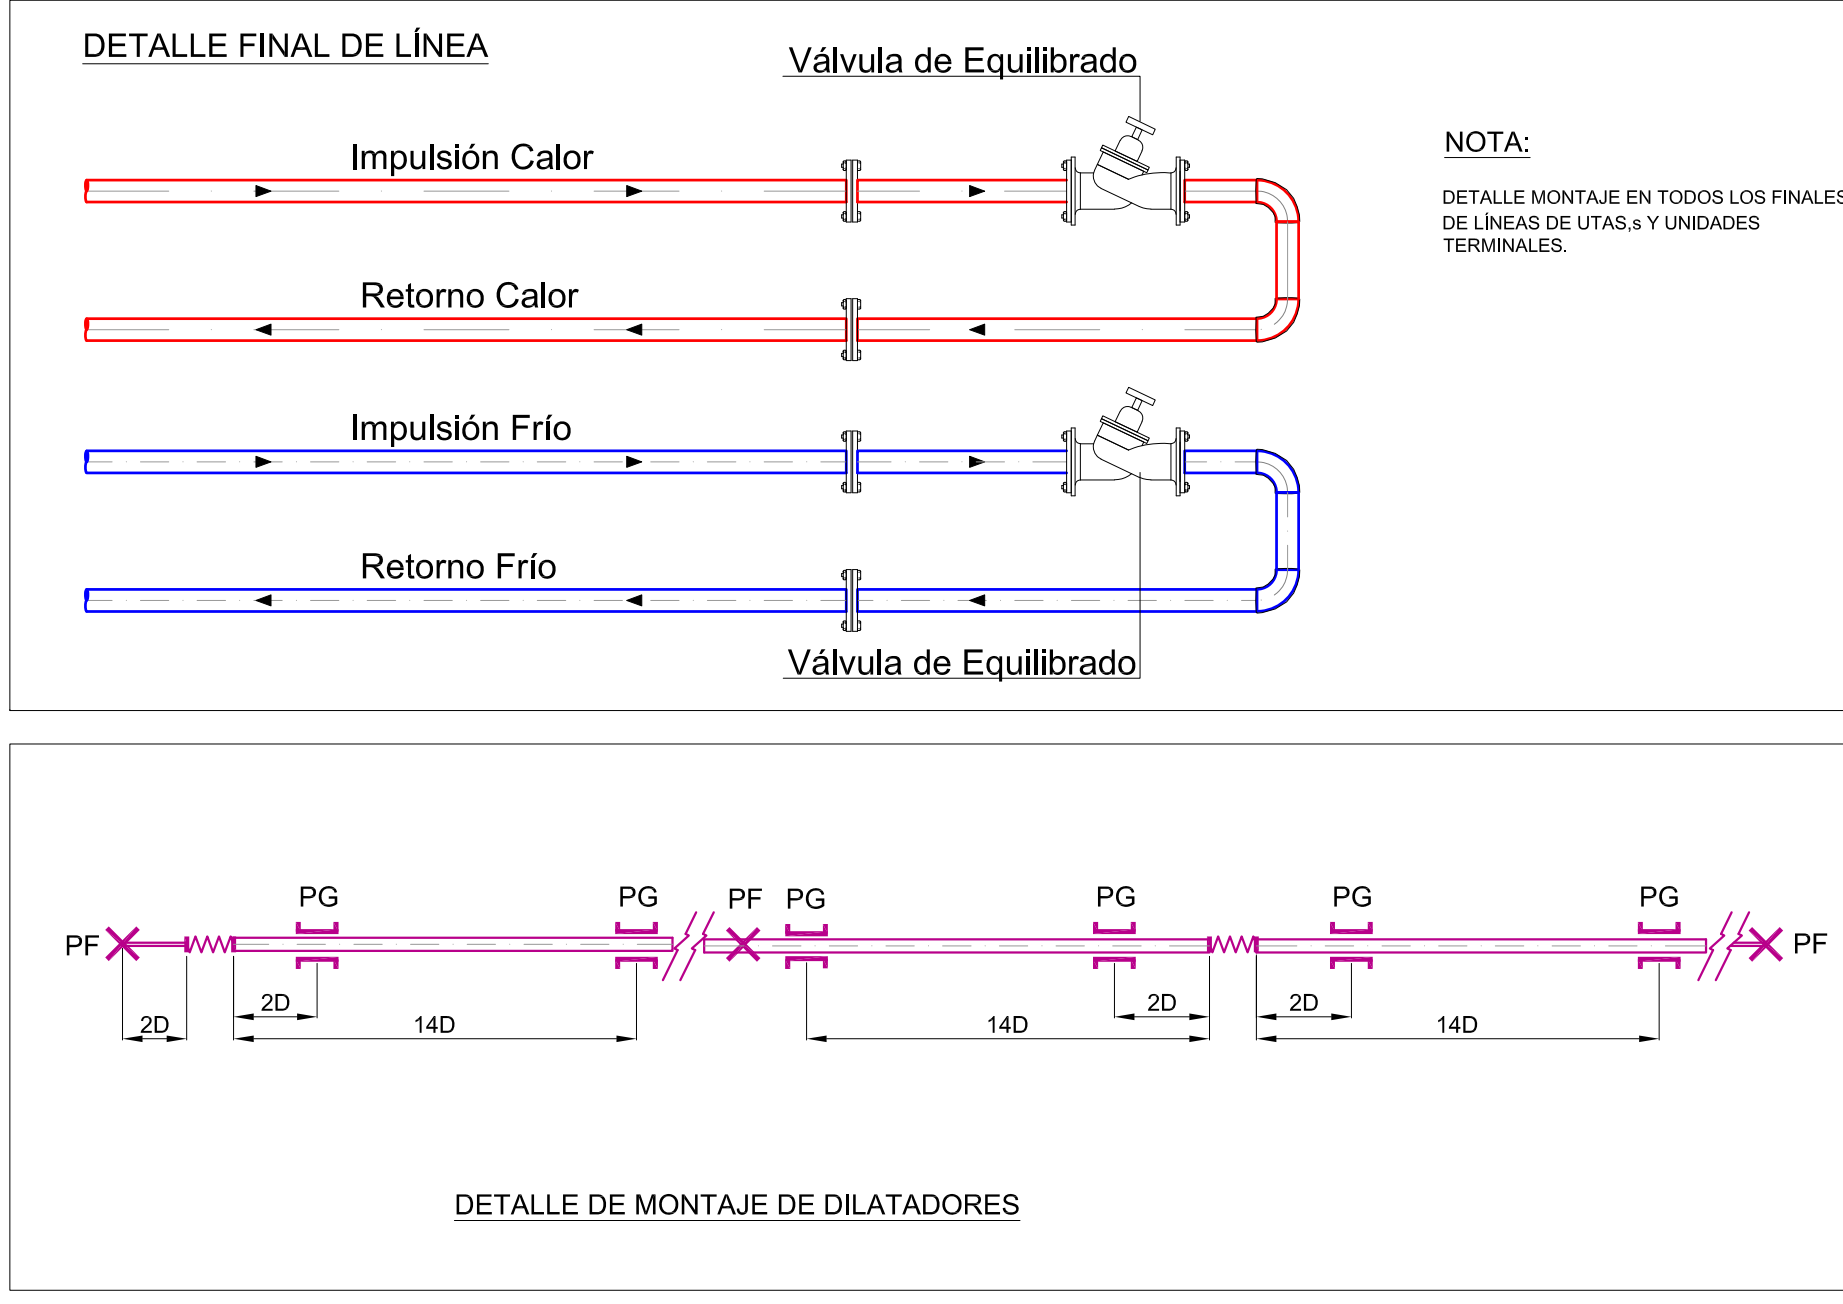 DETALLE FINAL DE LÍNEA
Válvula de Equilibrado
Impulsión Calor
NOTA:
DETALLE MONTAJE EN TODOS LOS FINALES
DE LÍNEAS DE UTAS,s Y UNIDADES
TERMINALES.
Retorno Calor
Impulsión Frío
Retorno Frío
Válvula de Equilibrado
PG PG PF PG PG PG PG
PF PF
2D 2D 2D
2D 14D 14D 14D
DETALLE DE MONTAJE DE DILATADORES